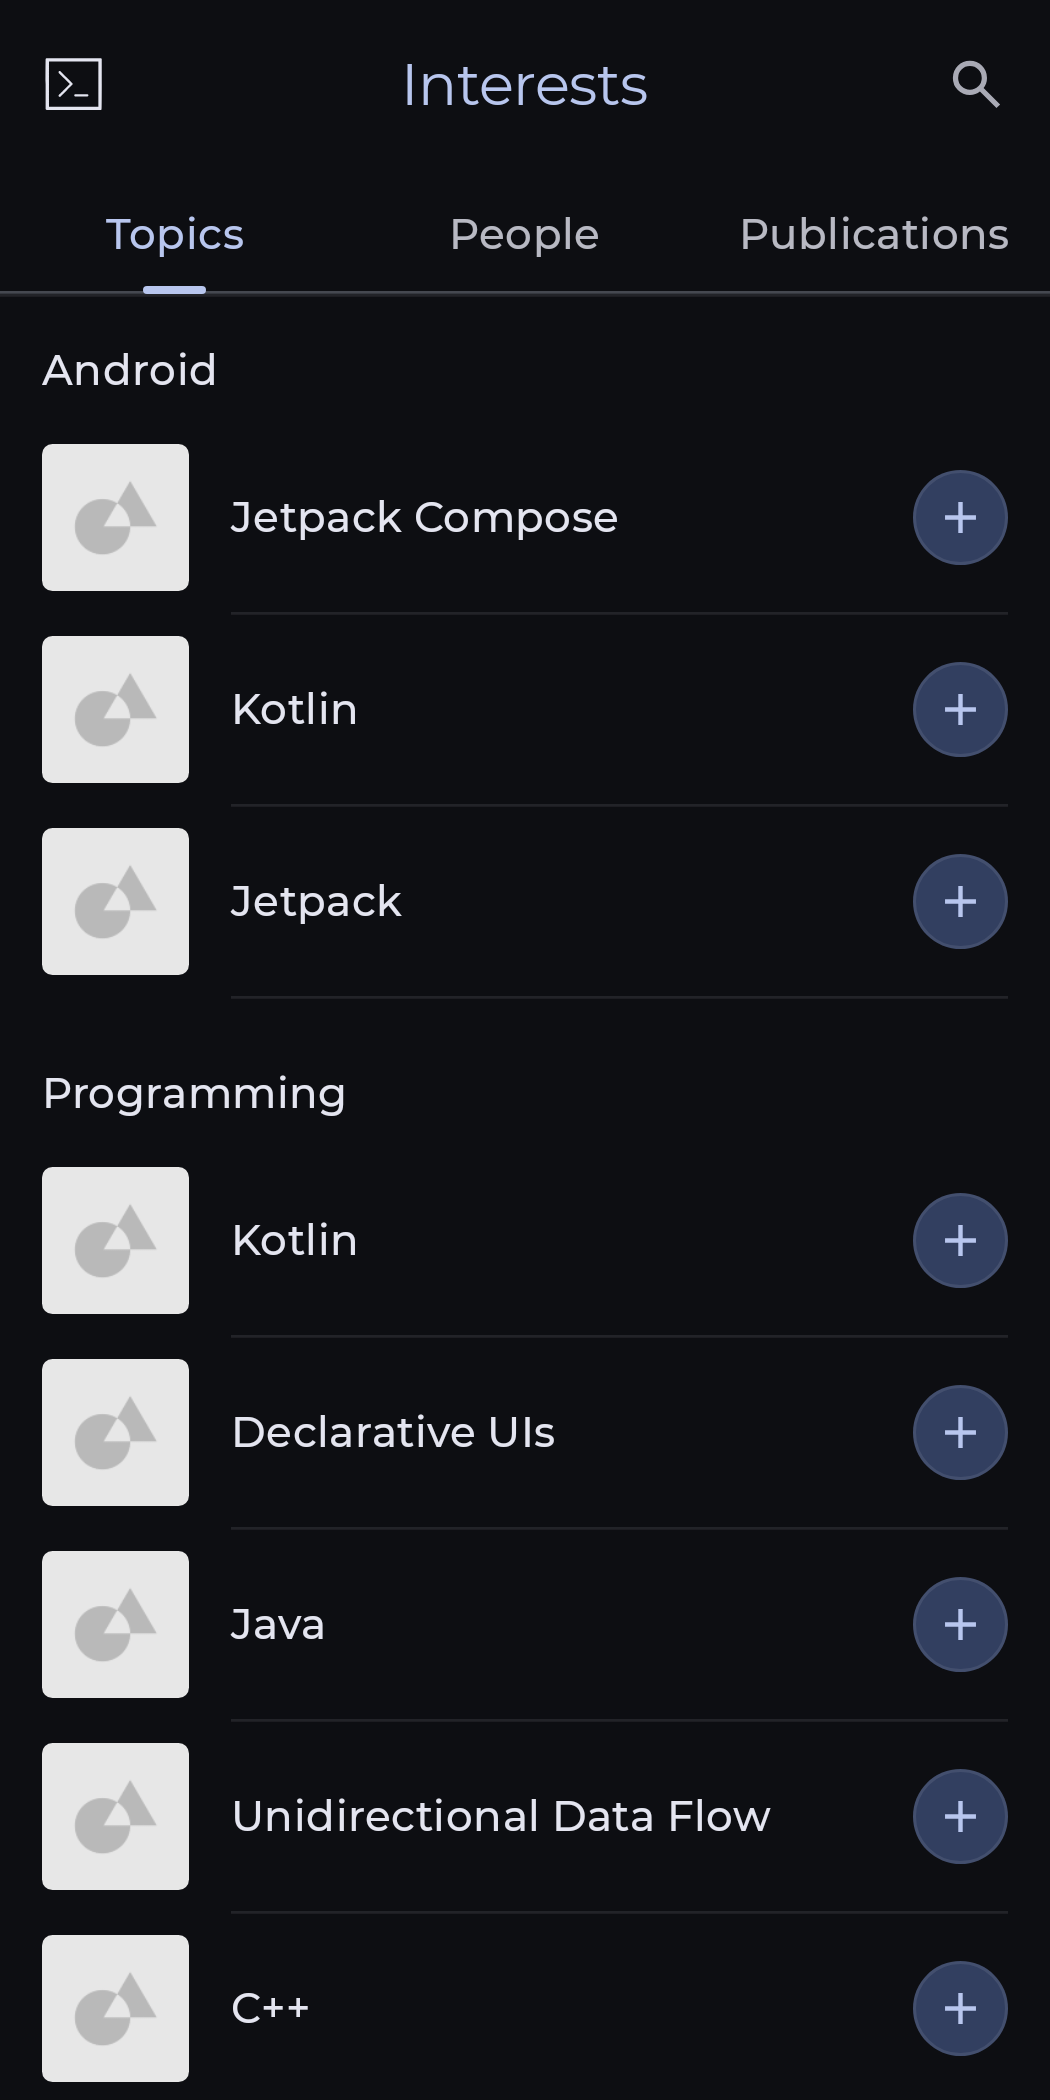 Interests
Topics People Publications
Android
Jetpack Compose
Kotlin
Jetpack
Programming
Kotlin
Declarative UIs
Java
Unidirectional Data Flow
C++